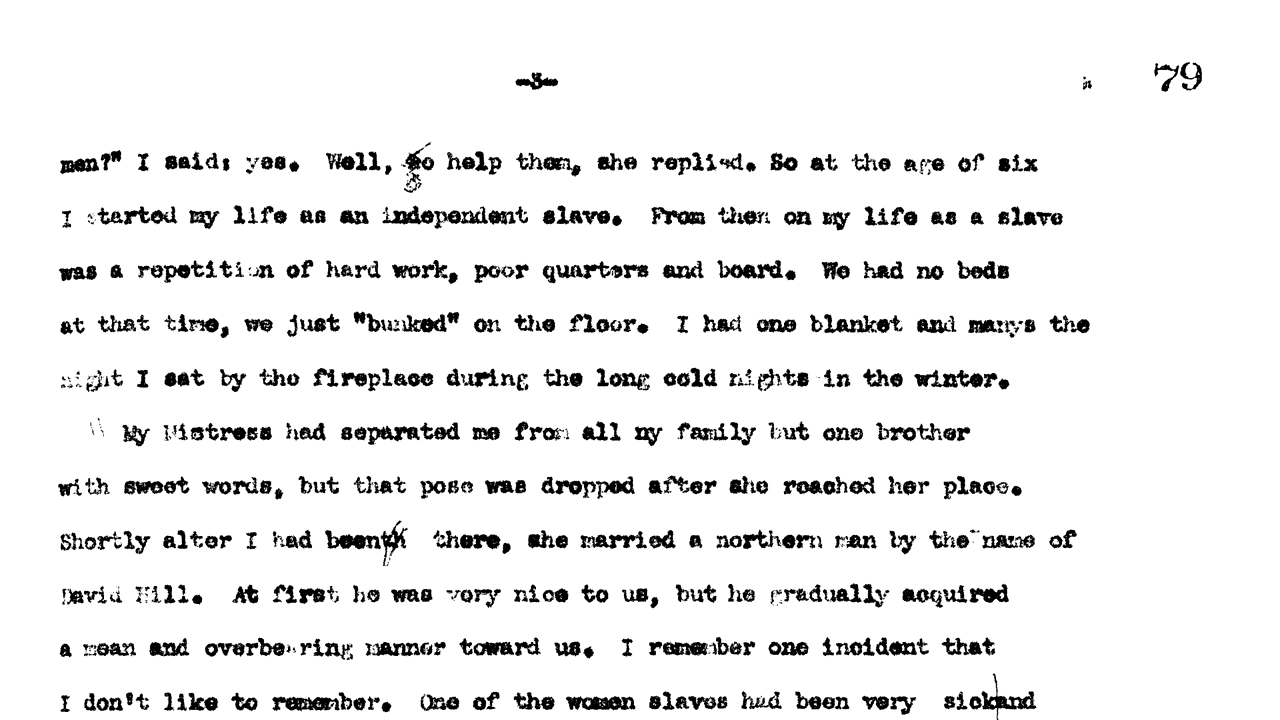 -3-
79
men?" I said: yes.  Well, go help them, she replied. So at the age of six
I started my life as an independent slave.  From then on my life as a slave
was a repetition of hard work, poor quarters and board.  We had no beds
at that time, we just "bunked" on the floor.  I had one blanket and manys the
night I sat by the fireplace during the long cold nights in the winter.
" My Mistress had separated me from all my family but one brother
with sweet words, but that pose was dropped after she reached her place.
Shortly alter I had been there, she married a northern man by the name of
David Hill.  At first he was very nice to us, but he gradually acquired
a mean and overbearing manner toward us.  I remember one incident that
I don't like to remember.  One of the women slaves had been very  sick and